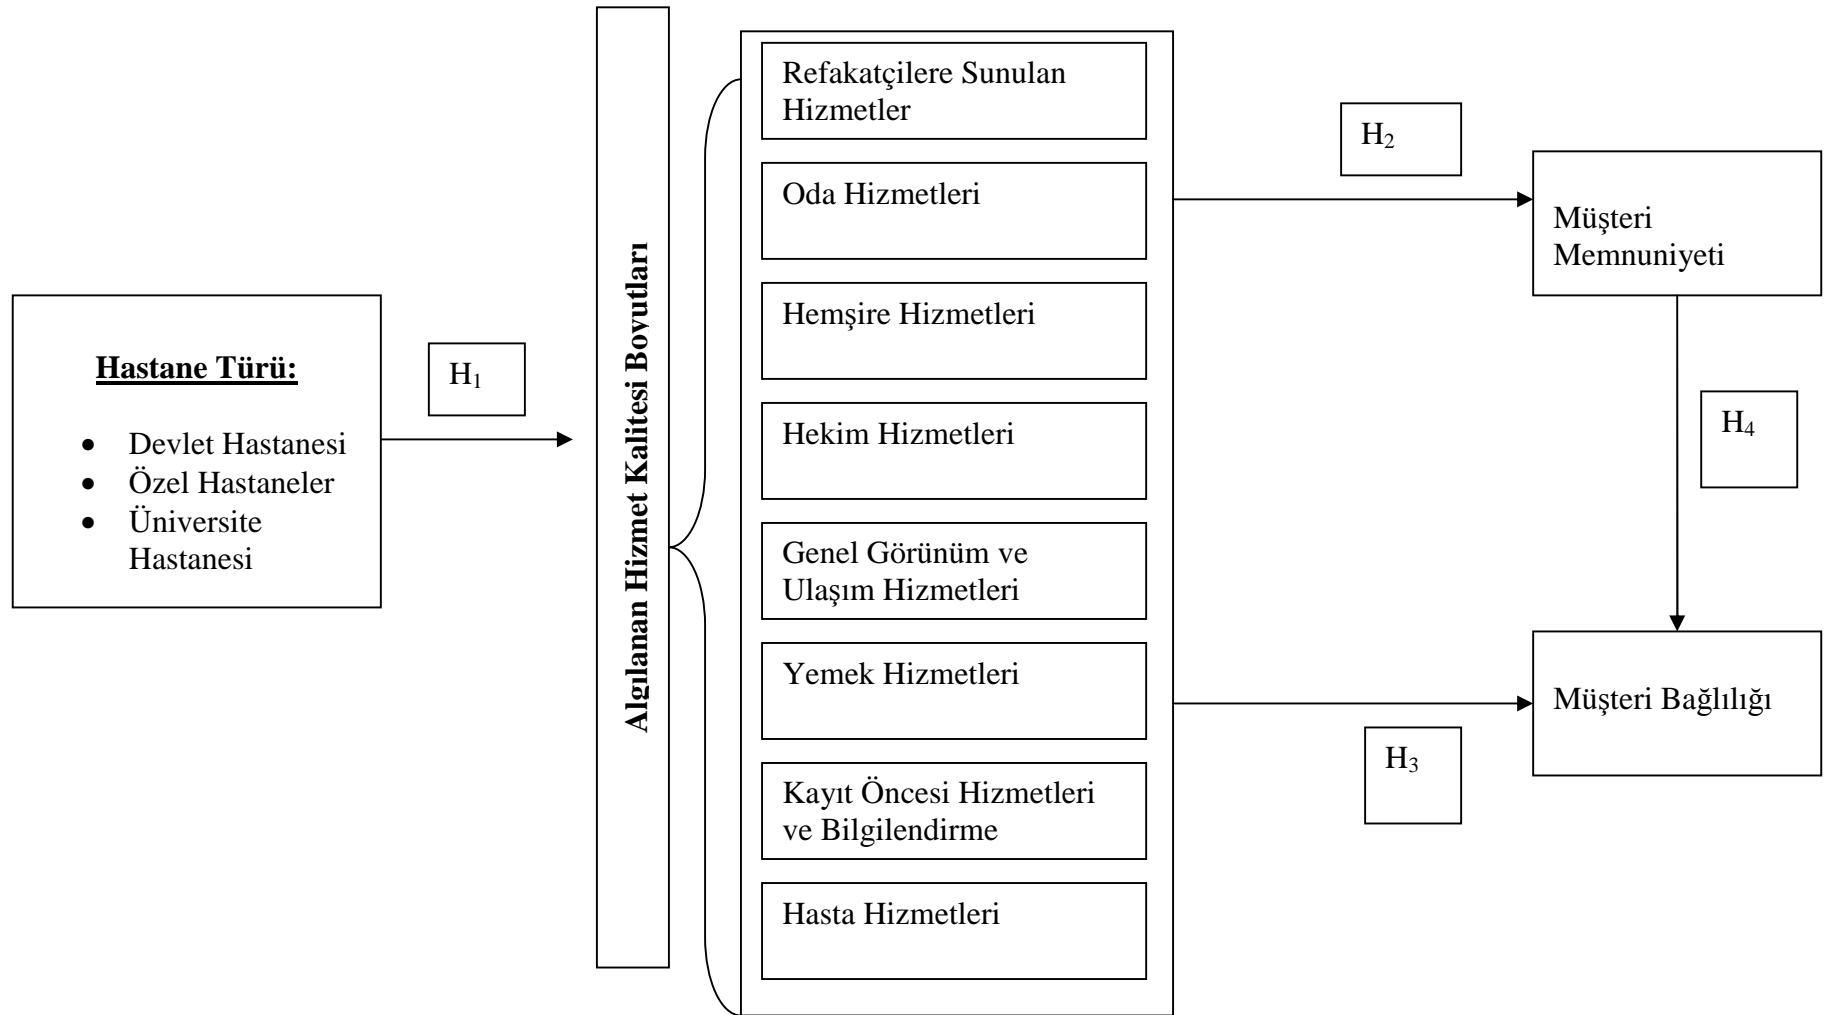 Hastane Türü:
• Devlet Hastanesi
• Özel Hastaneler
• Üniversite
Hastanesi
H₁
Algılanan Hizmet Kalitesi Boyutları
Refakatçilere Sunulan
Hizmetler
Oda Hizmetleri
Hemşire Hizmetleri
Hekim Hizmetleri
Genel Görünüm ve
Ulaşım Hizmetleri
Yemek Hizmetleri
Kayıt Öncesi Hizmetleri
ve Bilgilendirme
Hasta Hizmetleri
H₂
Müşteri
Memnuniyeti
H₄
H₃
Müşteri Bağlılığı